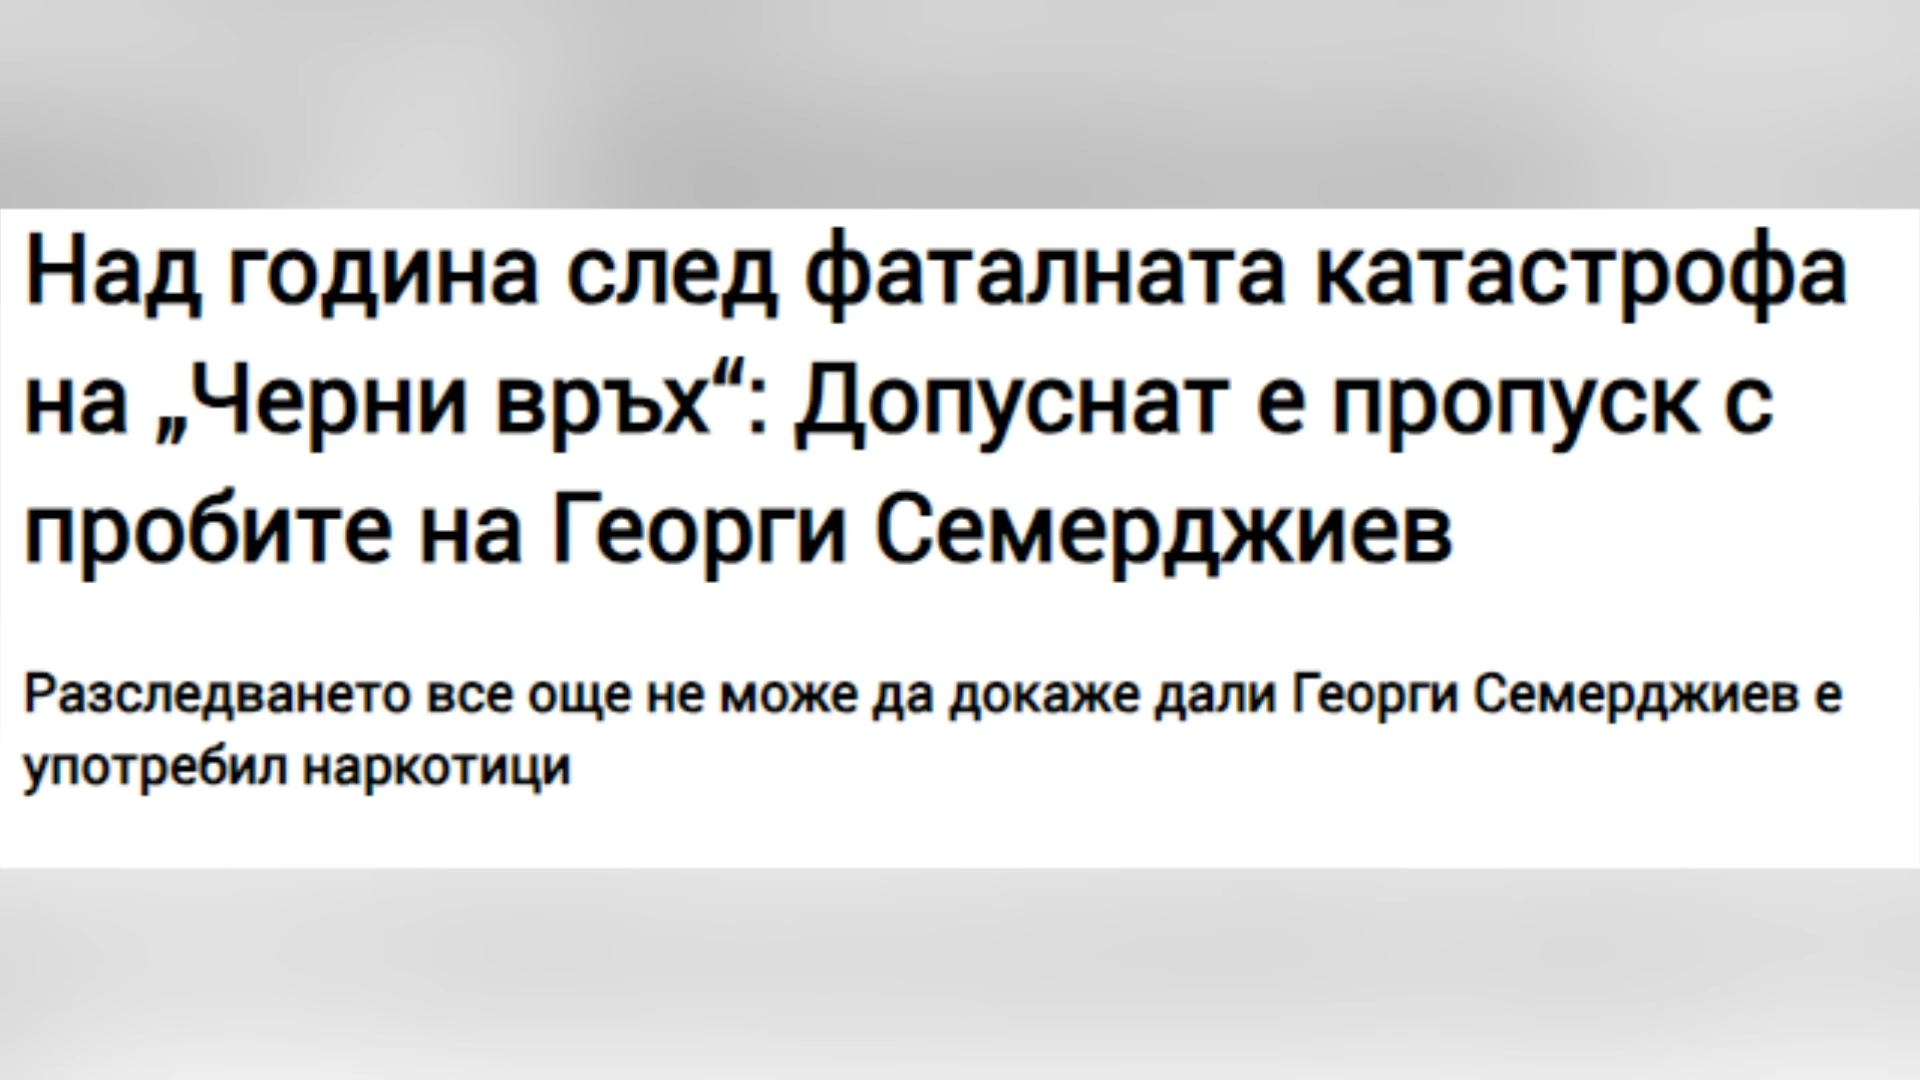 Над година след фаталната катастрофа
на „Черни връх“: Допуснат е пропуск с
пробите на Георги Семерджиев
Разследването все още не може да докаже дали Георги Семерджиев е
употребил наркотици